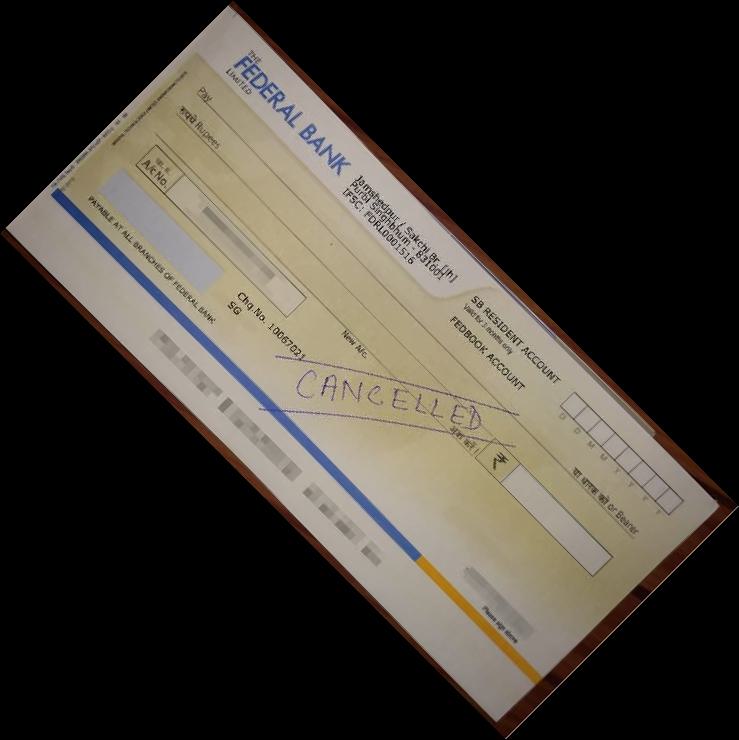 THE
FEDERAL BANK
LIMITED
Jamshedpur / Sakchi Br. [Jh]
Purbi Singhbhum - 831001
IFSC: FDRL0001516
SB RESIDENT ACCOUNT
Valid for 3 months only
FEDBOOK ACCOUNT
D D M M Y Y Y Y
Pay
या धारक को or Bearer
रुपये Rupees
अदा करें
₹
खा. सं.
A/c No.
New A/c.
CANCELLED
Chq.No. 10067021
SG
PAYABLE AT ALL BRANCHES OF FEDERAL BANK
Please sign above